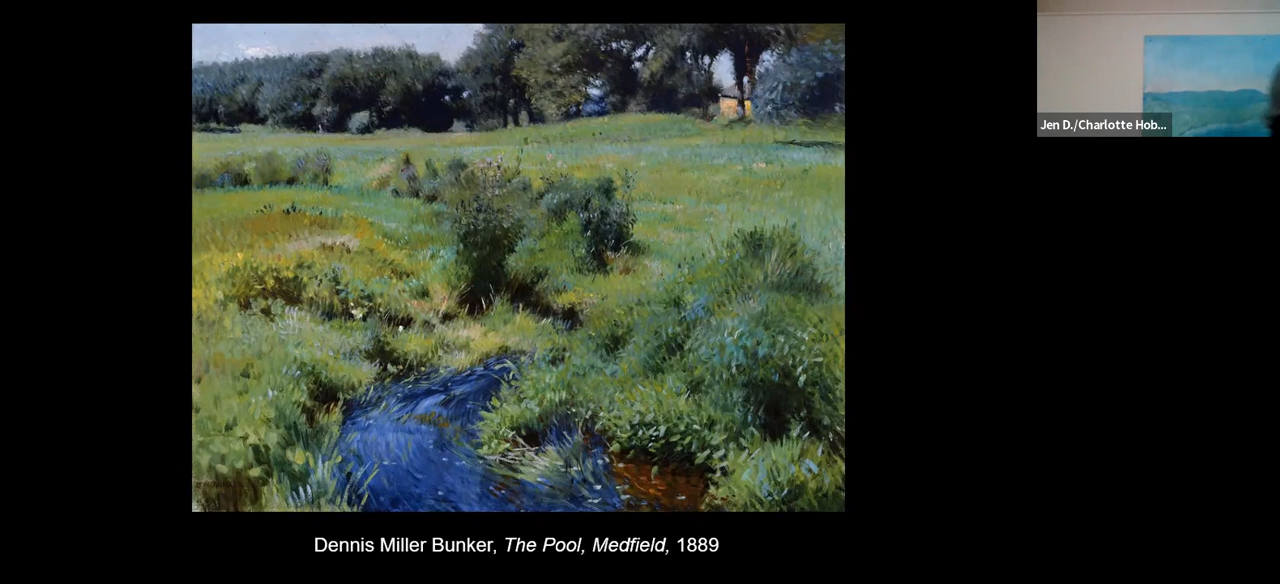 Jen D./Charlotte Hob...
Dennis Miller Bunker, The Pool, Medfield, 1889